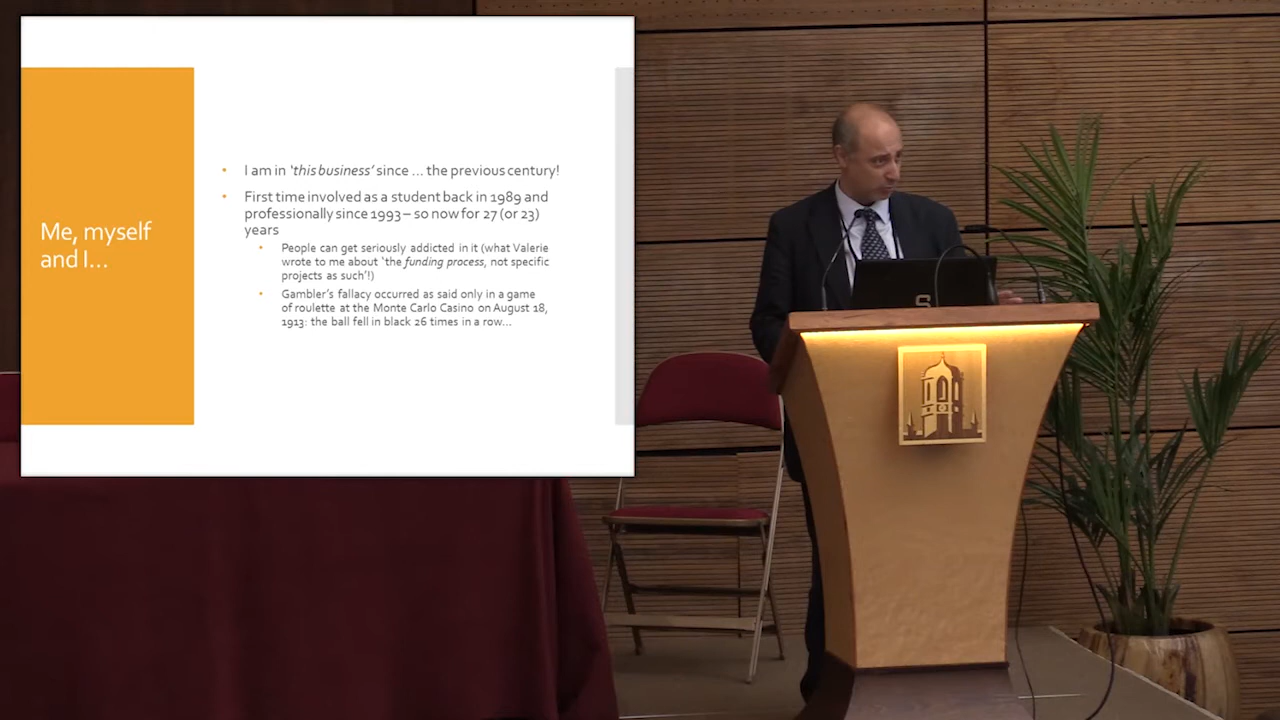 Me, myself
and I...
• I am in 'this business' since ... the previous century!
• First time involved as a student back in 1989 and
professionally since 1993 – so now for 27 (or 23)
years
• People can get seriously addicted in it (what Valerie
wrote to me about 'the funding process, not specific
projects as such'!)
• Gambler's fallacy occurred as said only in a game
of roulette at the Monte Carlo Casino on August 18,
1913: the ball fell in black 26 times in a row...